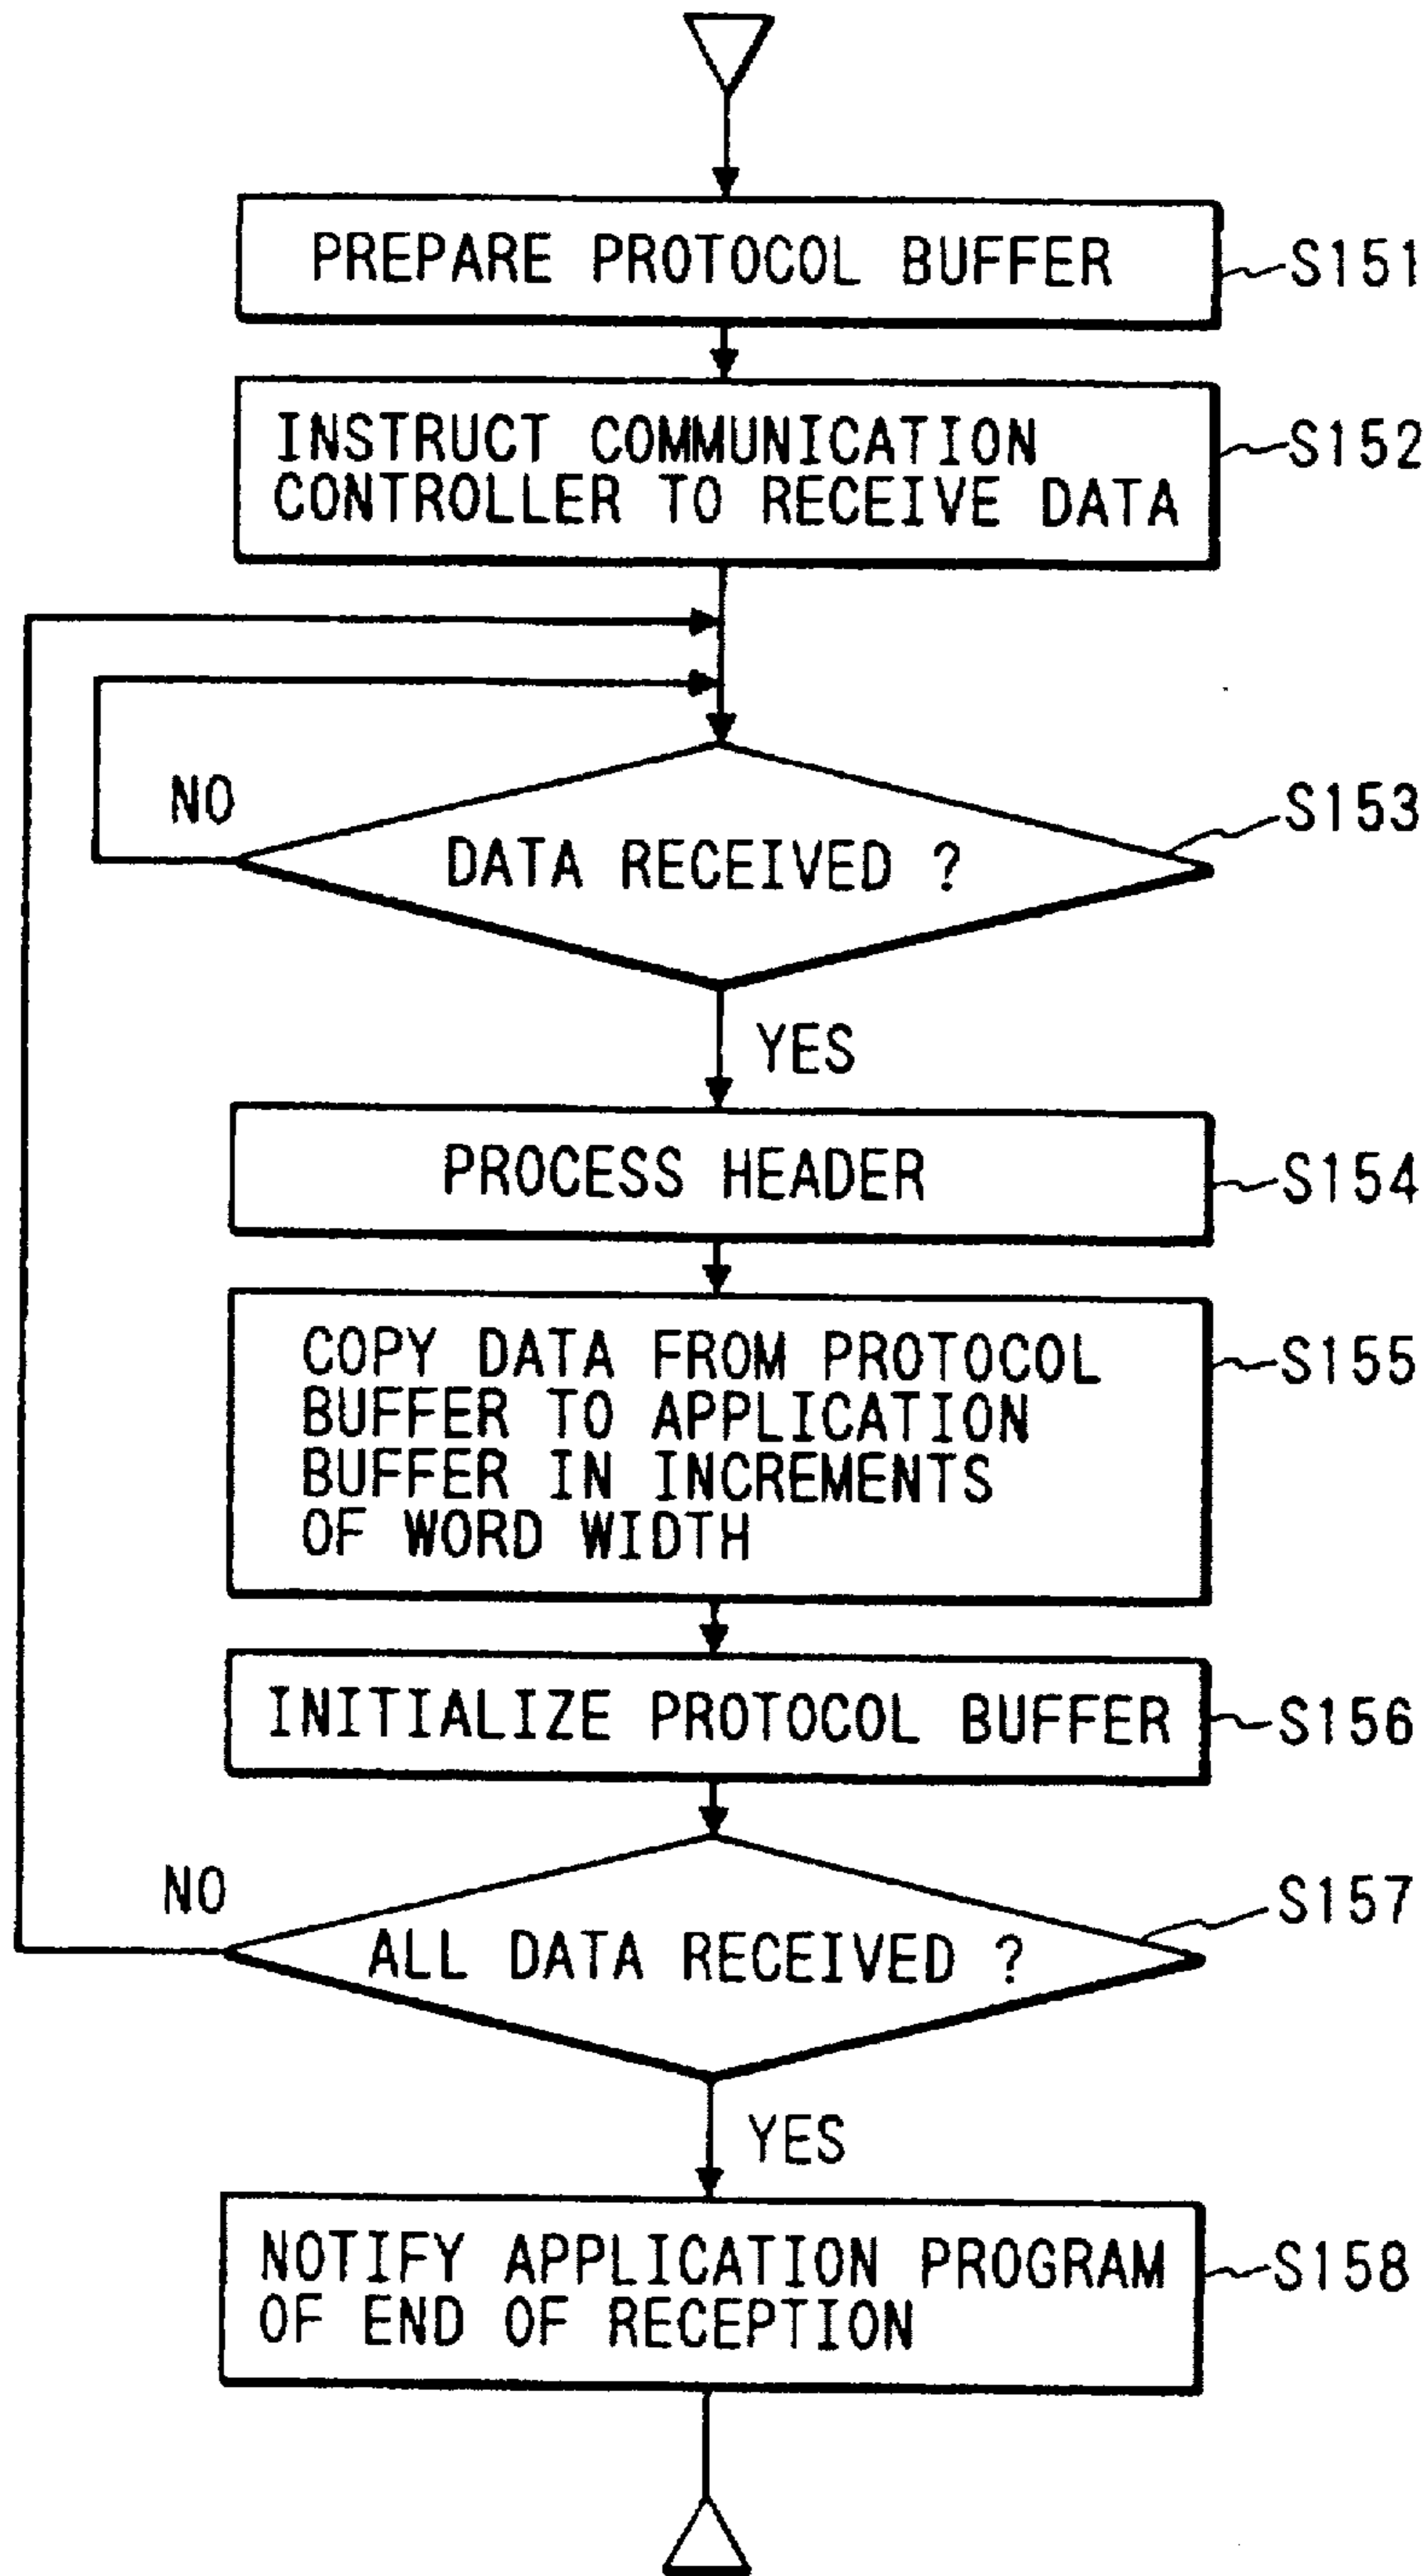 PREPARE PROTOCOL BUFFER
S151
INSTRUCT COMMUNICATION
CONTROLLER TO RECEIVE DATA
S152
NO
DATA RECEIVED ?
S153
YES
PROCESS HEADER
S154
COPY DATA FROM PROTOCOL
BUFFER TO APPLICATION
BUFFER IN INCREMENTS
OF WORD WIDTH
S155
INITIALIZE PROTOCOL BUFFER
S156
NO
ALL DATA RECEIVED ?
S157
YES
NOTIFY APPLICATION PROGRAM
OF END OF RECEPTION
S158